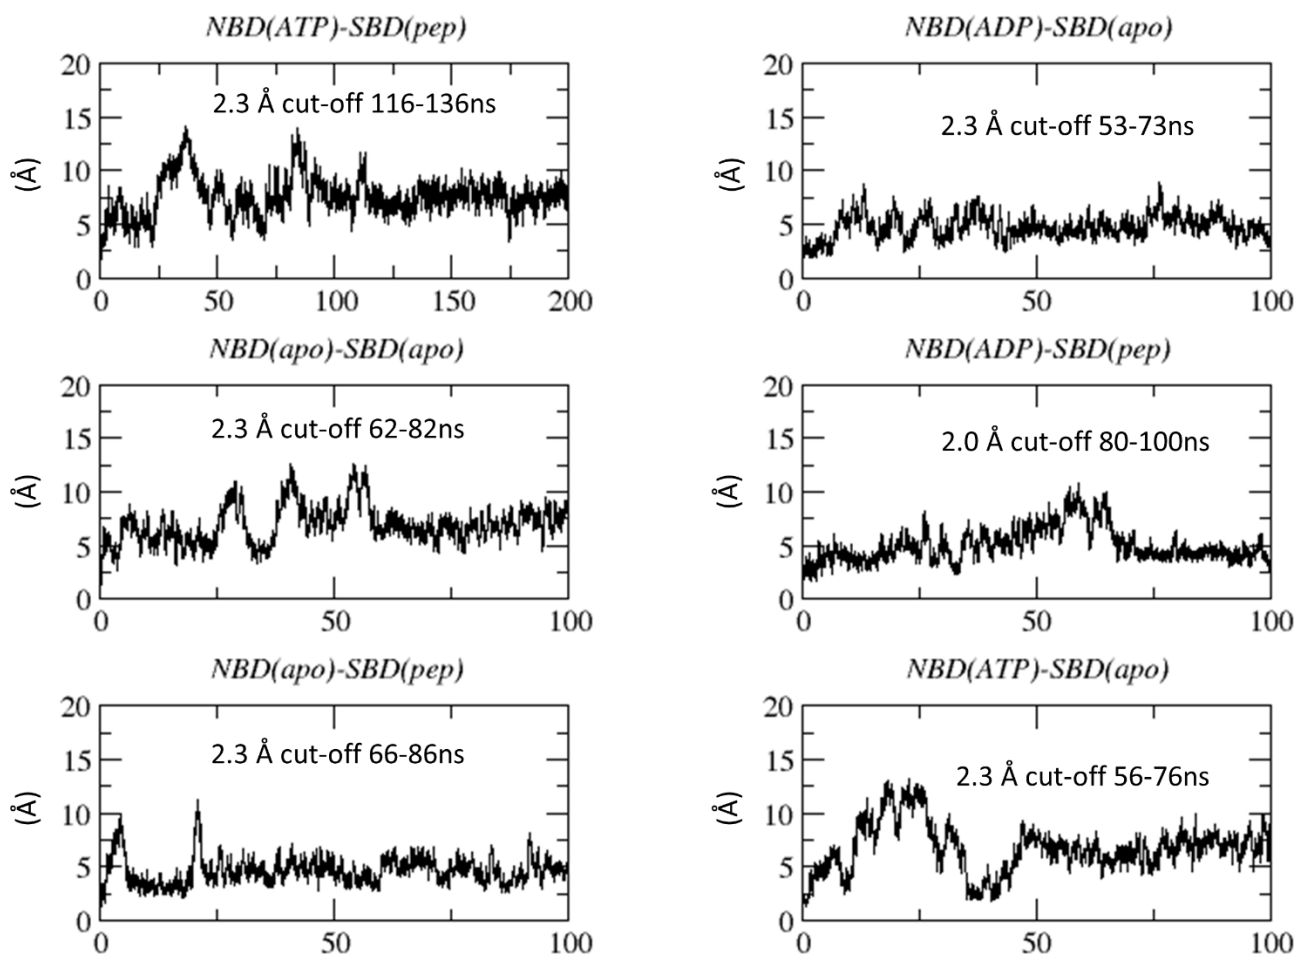 NBD(ATP)-SBD(pep)
20
15
10
5
0
(Å)
2.3 Å cut-off 116-136ns
0 50 100 150 200
NBD(ADP)-SBD(apo)
20
15
10
5
0
(Å)
2.3 Å cut-off 53-73ns
0 50 100
NBD(apo)-SBD(apo)
20
15
10
5
0
(Å)
2.3 Å cut-off 62-82ns
0 50 100
NBD(ADP)-SBD(pep)
20
15
10
5
0
(Å)
2.0 Å cut-off 80-100ns
0 50 100
NBD(apo)-SBD(pep)
20
15
10
5
0
(Å)
2.3 Å cut-off 66-86ns
0 50 100
NBD(ATP)-SBD(apo)
20
15
10
5
0
(Å)
2.3 Å cut-off 56-76ns
0 50 100